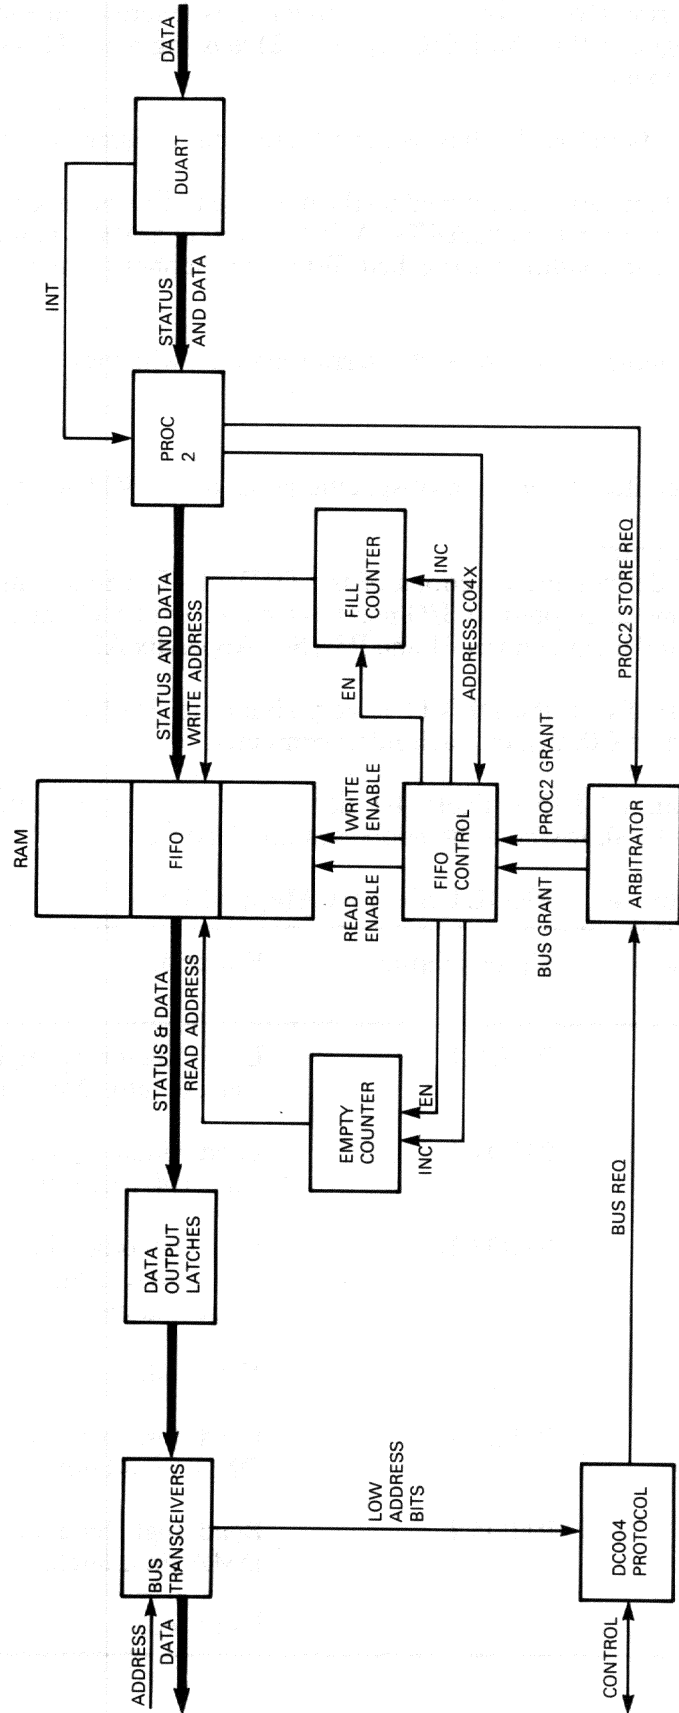 ADDRESS
DATA
BUS
TRANSCEIVERS
DATA
OUTPUT
LATCHES
STATUS & DATA
READ ADDRESS
RAM
FIFO
STATUS AND DATA
WRITE ADDRESS
PROC
2
INT
STATUS
AND DATA
DUART
DATA
LOW
ADDRESS
BITS
EMPTY
COUNTER
INC
EN
READ
ENABLE
WRITE
ENABLE
FIFO
CONTROL
EN
FILL
COUNTER
INC
ADDRESS C04X
CONTROL
DC004
PROTOCOL
BUS REQ
BUS GRANT
PROC2 GRANT
ARBITRATOR
PROC2 STORE REQ